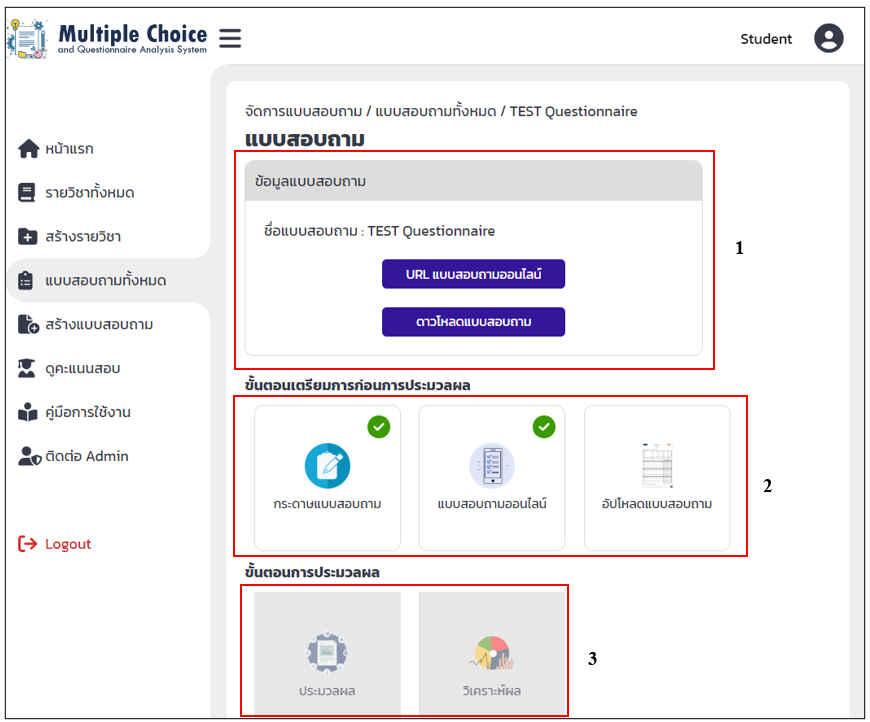 Multiple Choice
and Questionnaire Analysis System
Student
หน้าแรก
รายวิชาทั้งหมด
สร้างรายวิชา
แบบสอบถามทั้งหมด
สร้างแบบสอบถาม
ดูคะแนนสอบ
คู่มือการใช้งาน
ติดต่อ Admin
Logout
จัดการแบบสอบถาม / แบบสอบถามทั้งหมด / TEST Questionnaire
แบบสอบถาม
ข้อมูลแบบสอบถาม
ชื่อแบบสอบถาม : TEST Questionnaire
URL แบบสอบถามออนไลน์
ดาวโหลดแบบสอบถาม
1
ขั้นตอนเตรียมการก่อนการประมวลผล
กระดาษแบบสอบถาม
แบบสอบถามออนไลน์
อัปโหลดแบบสอบถาม
2
ขั้นตอนการประมวลผล
ประมวลผล
วิเคราะห์ผล
3